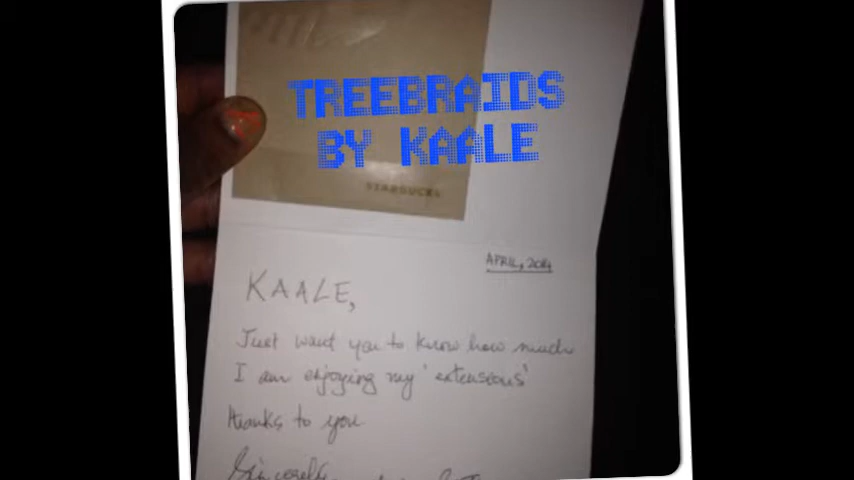 TREEBRAIDS
BY KAALE
STARBUCKS
APRIL, 2014
KAALE,
Just want you to know how much
I am enjoying my 'extensions'
thanks to you
Sincerely